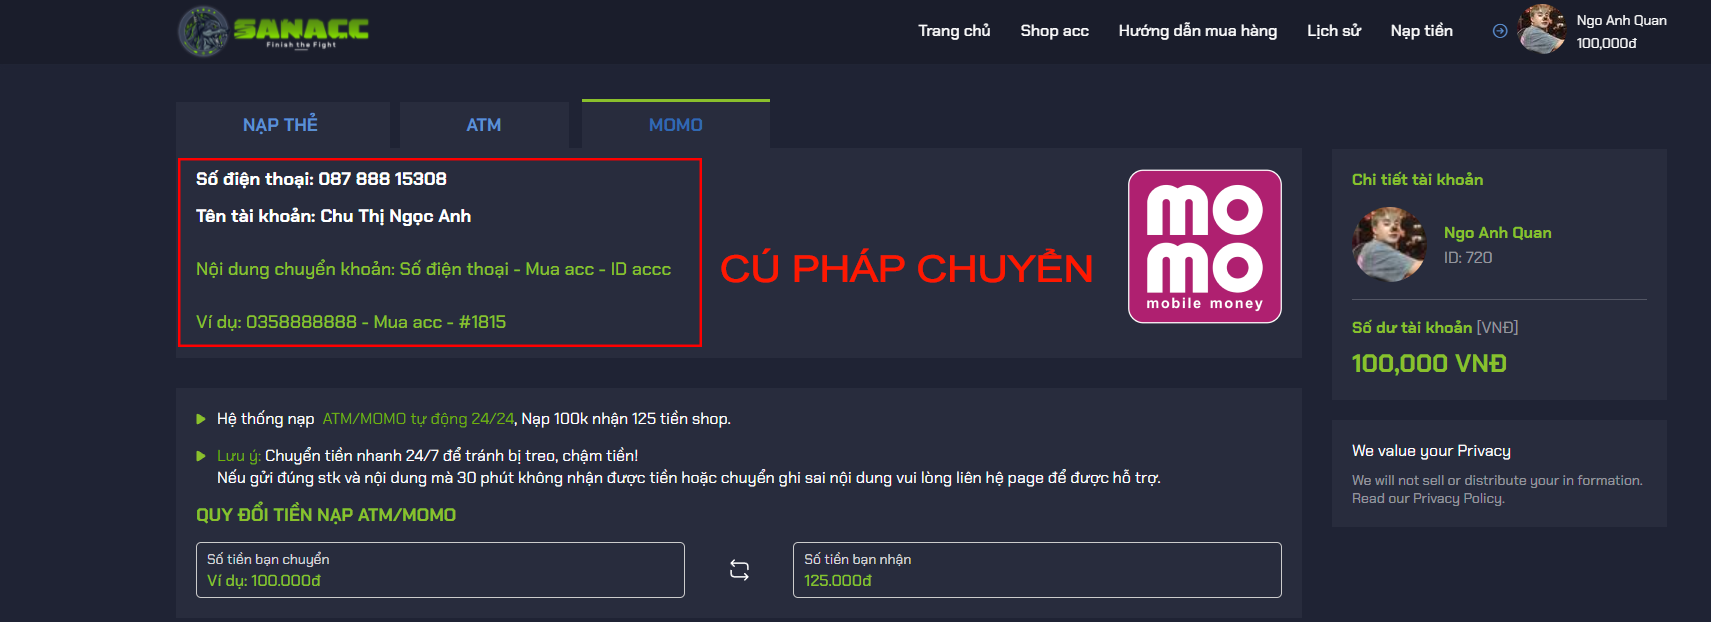 SANACC
Finish the Fight
Trang chủ
Shop acc
Hướng dẫn mua hàng
Lịch sử
Nạp tiền
Ngo Anh Quan
100,000đ
NẠP THẺ
ATM
MOMO
Số điện thoại: 087 888 15308
Tên tài khoản: Chu Thị Ngọc Anh
Nội dung chuyển khoản: Số điện thoại - Mua acc - ID accc
Ví dụ: 0358888888 - Mua acc - #1815
CÚ PHÁP CHUYỂN
mo
mo
mobile money
Hệ thống nạp ATM/MOMO tự động 24/24, Nạp 100k nhận 125 tiền shop.
Lưu ý: Chuyển tiền nhanh 24/7 để tránh bị treo, chậm tiền!
Nếu gửi đúng stk và nội dung mà 30 phút không nhận được tiền hoặc chuyển ghi sai nội dung vui lòng liên hệ page để được hỗ trợ.
QUY ĐỔI TIỀN NẠP ATM/MOMO
Số tiền bạn chuyển
Ví dụ: 100.000đ
Số tiền bạn nhận
125.000đ
Chi tiết tài khoản
Ngo Anh Quan
ID: 720
Số dư tài khoản [VNĐ]
100,000 VNĐ
We value your Privacy
We will not sell or distribute your in formation.
Read our Privacy Policy.